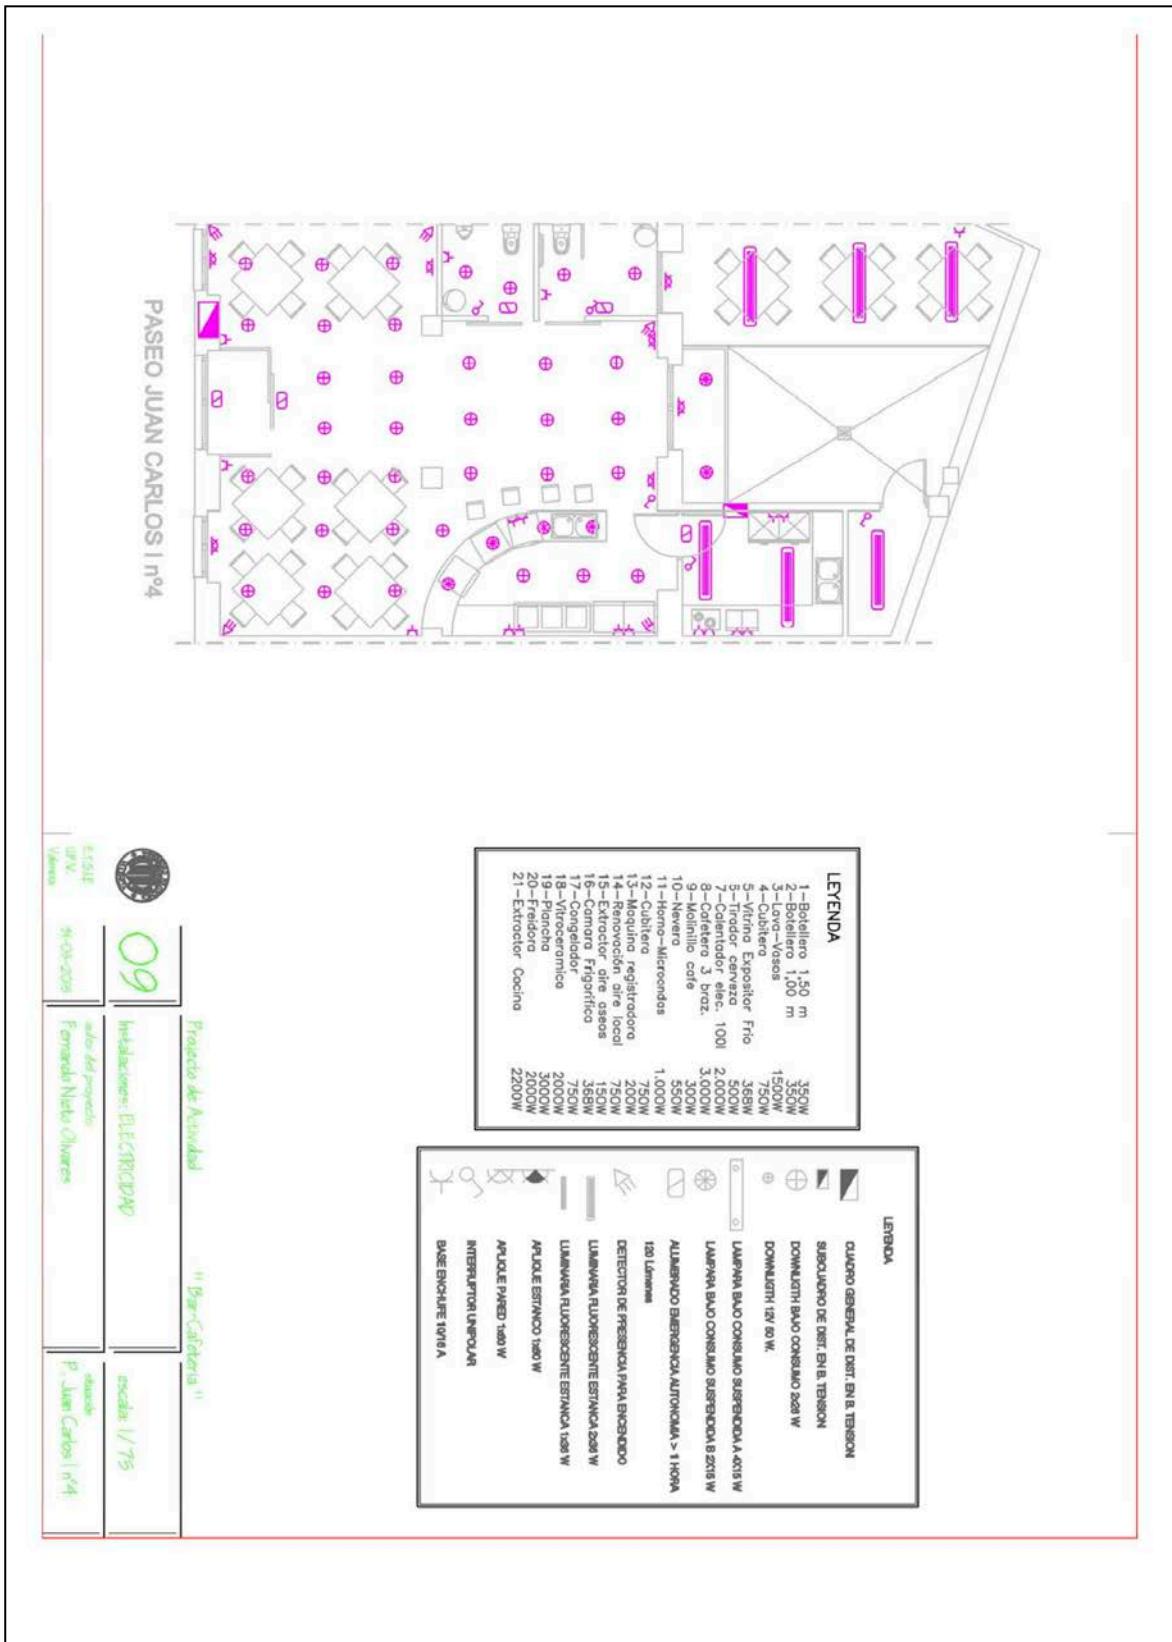 PASEO JUAN CARLOS I nº4
LEYENDA
1-Botellero 1,50 m 350W
2-Botellero 1,00 m 350W
3-Lava-Vasos 1500W
4-Cubitera 750W
5-Vitrina Expositor Frio 368W
6-Tirador cerveza 500W
7-Calentador elec. 100l 2.000W
8-Cafetera 3 braz. 3.000W
9-Molinillo cafe 300W
10-Nevera 550W
11-Horno-Microondas 1.000W
12-Cubitera 750W
13-Maquina registradora 200W
14-Renovación aire local 750W
15-Extractor aire aseos 150W
16-Camara Frigorífica 368W
17-Congelador 750W
18-Vitroceramica 2000W
19-Plancha 3000W
20-Freidora 2000W
21-Extractor Cocina 2200W
LEYENDA
CUADRO GENERAL DE DIST. EN B. TENSION
SUBCUADRO DE DIST. EN B. TENSION
DOWNLIGTH BAJO CONSUMO 2x26 W
DOWNLIGTH 12V 50 W.
LAMPARA BAJO CONSUMO SUSPENDIDA A 4X15 W
LAMPARA BAJO CONSUMO SUSPENDIDA B 2X15 W
ALUMBRADO EMERGENCIA AUTONOMIA > 1 HORA
120 Lúmenes
DETECTOR DE PRESENCIA PARA ENCENDIDO
LUMINARIA FLUORESCENTE ESTANCA 2x36 W
LUMINARIA FLUORESCENTE ESTANCA 1x36 W
APLIQUE ESTANCO 1x60 W
APLIQUE PARED 1x60 W
INTERRUPTOR UNIPOLAR
BASE ENCHUFE 10/16 A
Proyecto de Actividad "Bar-Cafeteria"
09
Instalaciones: ELECTRICIDAD
escala: 1/75
E.T.S.I.E
U.P.V.
Valencia
autor del proyecto:
Fernando Nieto Olivares
situación
P. Juan Carlos I nº4